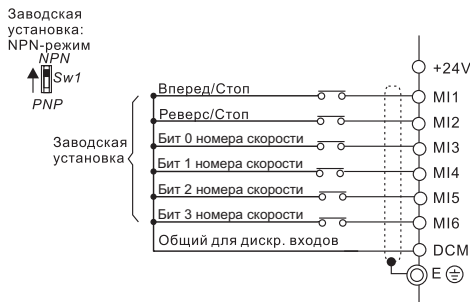 Заводская
установка:
NPN-режим
NPN
Sw1
PNP
+24V
Вперед/Стоп
MI1
Реверс/Стоп
MI2
Заводская
установка
Бит 0 номера скорости
MI3
Бит 1 номера скорости
MI4
Бит 2 номера скорости
MI5
Бит 3 номера скорости
MI6
Общий для дискр. входов
DCM
E